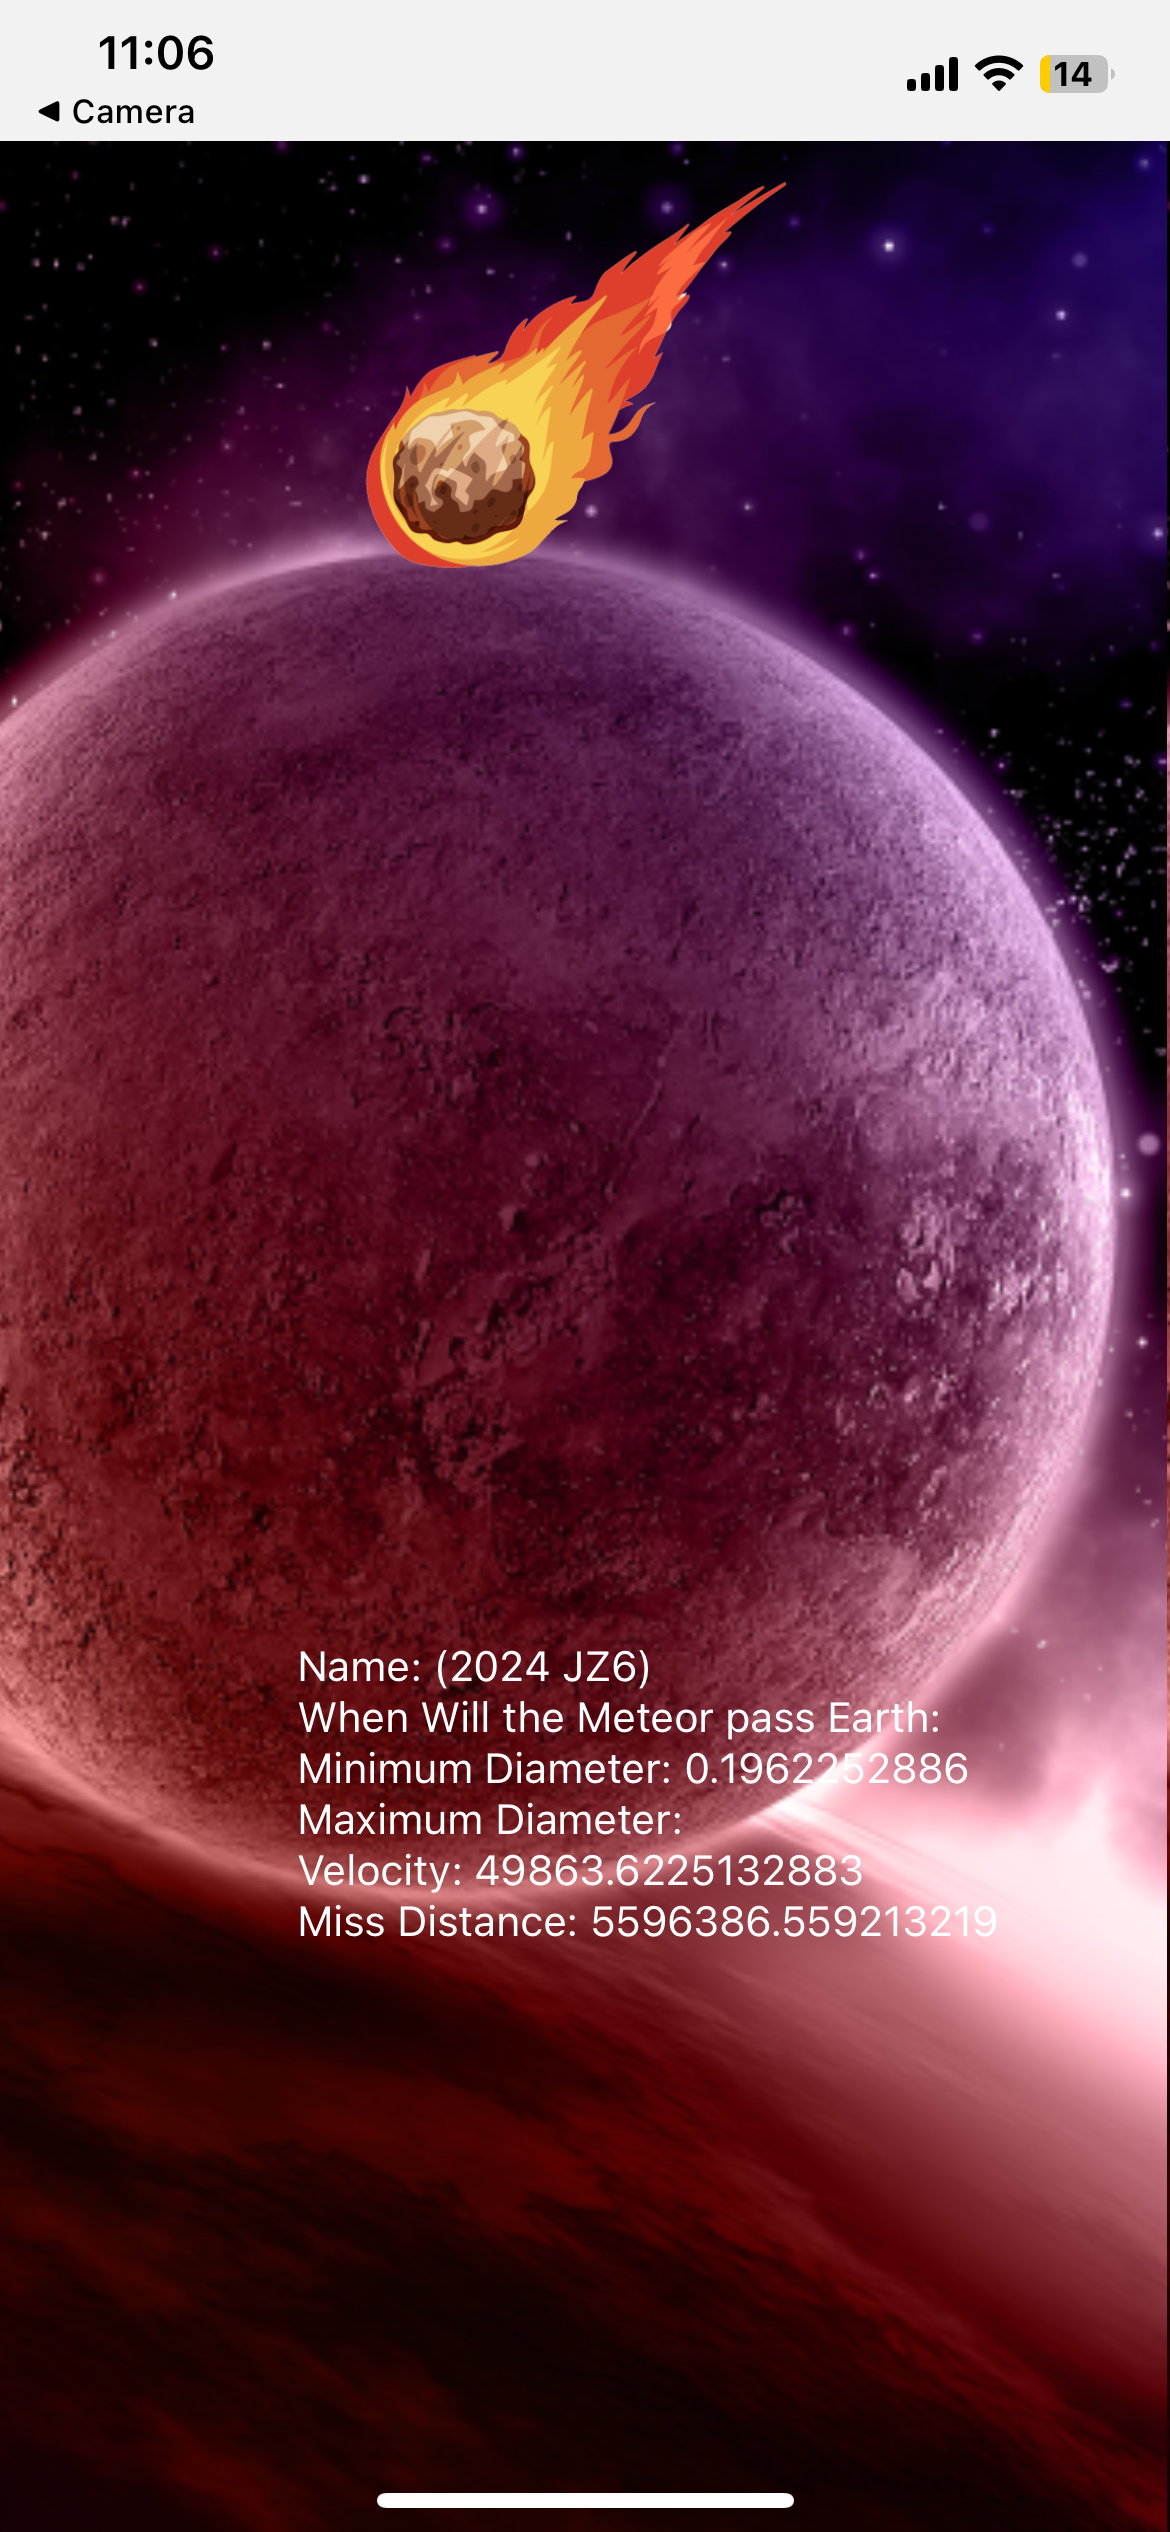 11:06
14
◀ Camera
Name: (2024 JZ6)
When Will the Meteor pass Earth:
Minimum Diameter: 0.1962252886
Maximum Diameter:
Velocity: 49863.6225132883
Miss Distance: 5596386.559213219